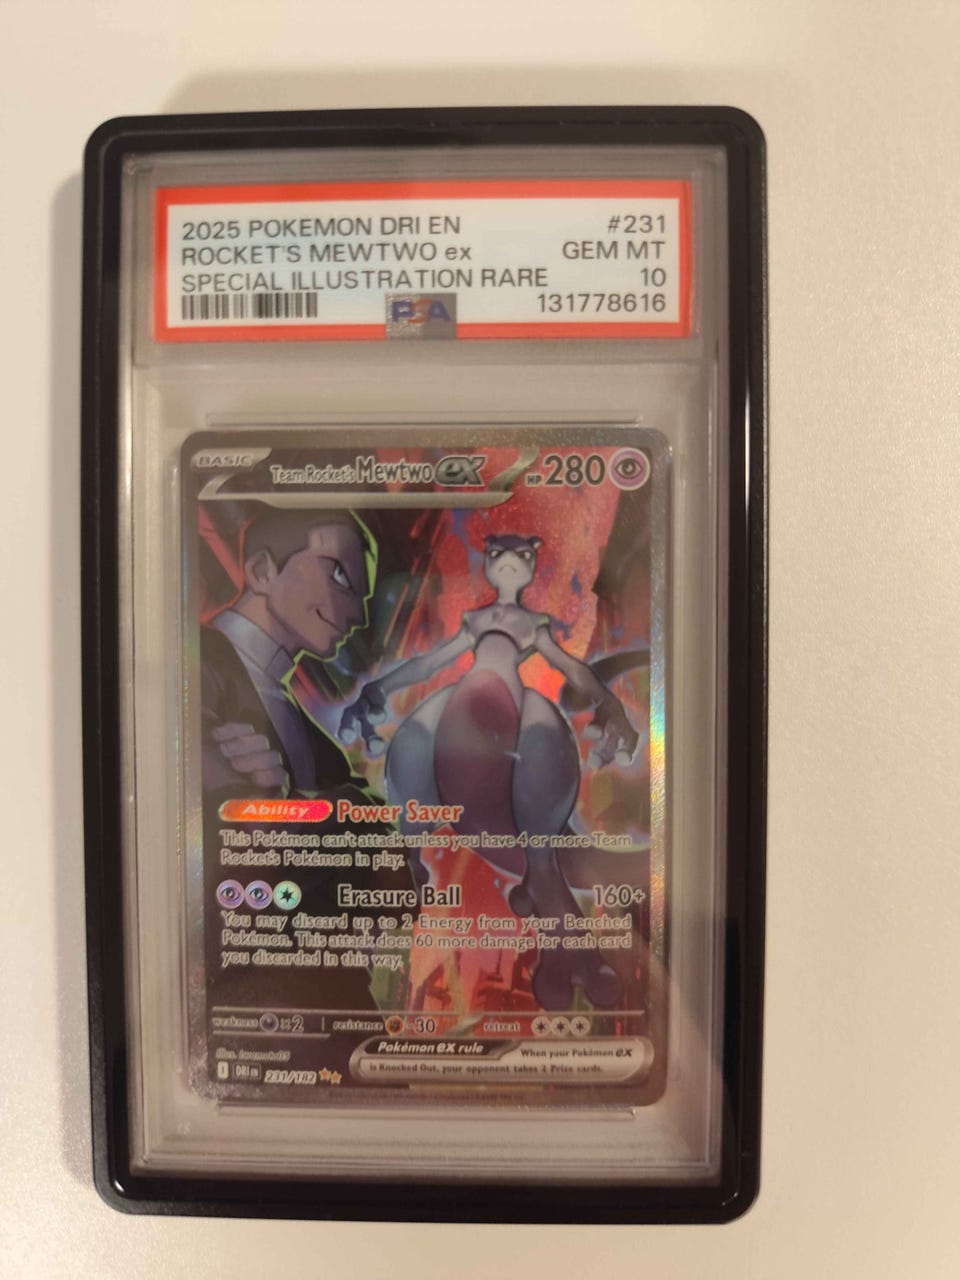 2025 POKEMON DRI EN #231
ROCKET'S MEWTWO ex GEM MT
SPECIAL ILLUSTRATION RARE 10
PSA 131778616
BASIC Team Rocket's Mewtwo ex HP 280
Ability Power Saver
This Pokémon can't attack unless you have 4 or more Team
Rocket's Pokémon in play.
Erasure Ball 160+
You may discard up to 2 Energy from your Benched
Pokémon. This attack does 60 more damage for each card
you discarded in this way.
weakness ×2 resistance -30 retreat
Illus.
Pokémon ex rule When your Pokémon ex
is Knocked Out, your opponent takes 2 Prize cards.
I DRI EN 231/182